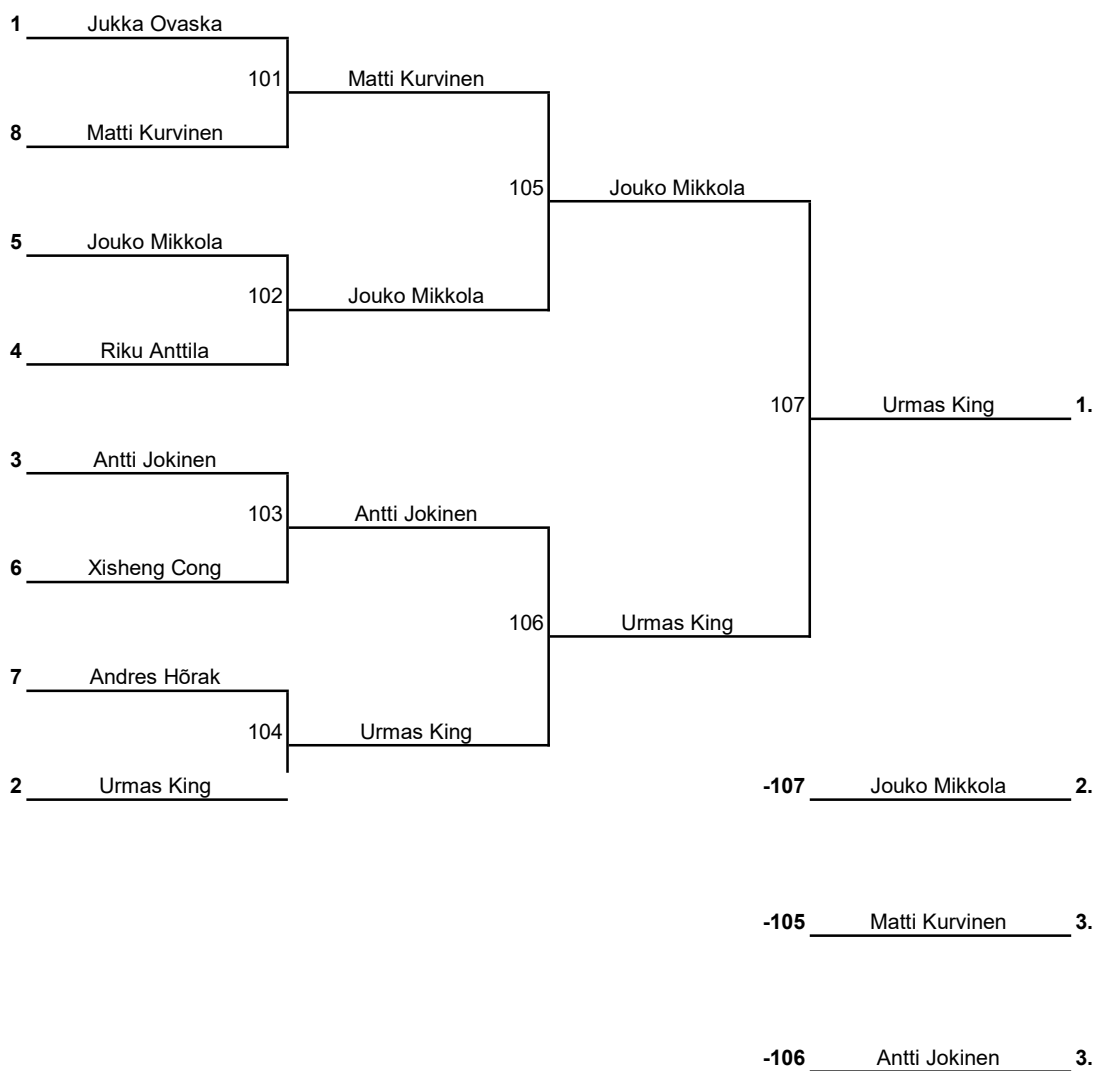 1 Jukka Ovaska
101 Matti Kurvinen
8 Matti Kurvinen
105 Jouko Mikkola
5 Jouko Mikkola
102 Jouko Mikkola
4 Riku Anttila
107 Urmas King 1.
3 Antti Jokinen
103 Antti Jokinen
6 Xisheng Cong
106 Urmas King
7 Andres Hõrak
104 Urmas King
2 Urmas King
-107 Jouko Mikkola 2.
-105 Matti Kurvinen 3.
-106 Antti Jokinen 3.